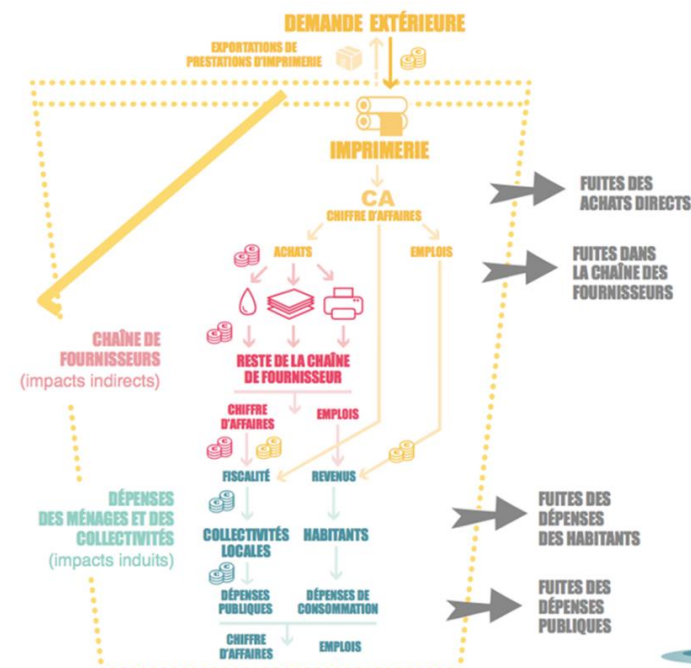 DEMANDE EXTÉRIEURE
EXPORTATIONS DE
PRESTATIONS D'IMPRIMERIE
IMPRIMERIE
CA
CHIFFRE D'AFFAIRES
FUITES DES
ACHATS DIRECTS
ACHATS
EMPLOIS
FUITES DANS
LA CHAÎNE DES
FOURNISSEURS
CHAÎNE DE
FOURNISSEURS
(impacts indirects)
RESTE DE LA CHAÎNE
DE FOURNISSEUR
CHIFFRE
D'AFFAIRES
EMPLOIS
FISCALITÉ
REVENUS
DÉPENSES
DES MÉNAGES ET DES
COLLECTIVITÉS
(impacts induits)
COLLECTIVITÉS
LOCALES
HABITANTS
FUITES DES
DÉPENSES
DES HABITANTS
DÉPENSES
PUBLIQUES
DÉPENSES DE
CONSOMMATION
FUITES DES
DÉPENSES
PUBLIQUES
CHIFFRE
D'AFFAIRES
EMPLOIS